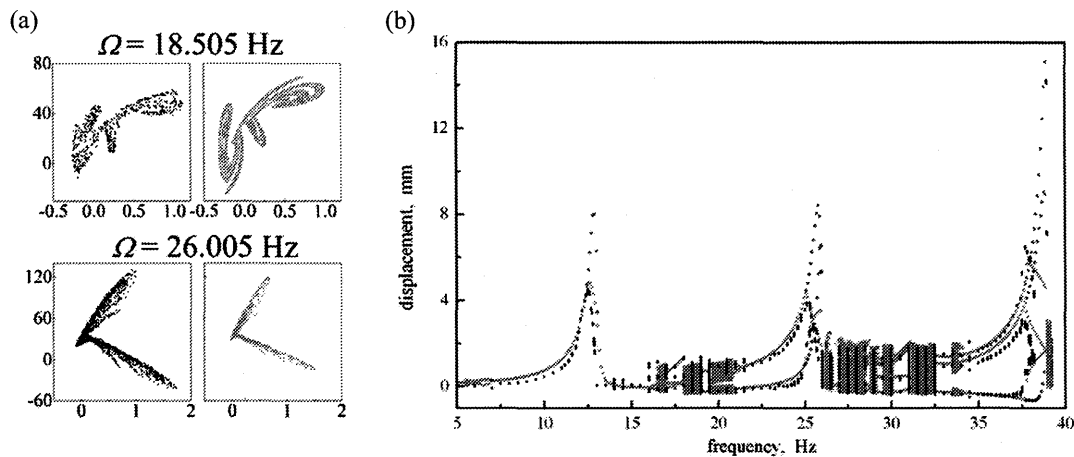 (a)
Ω = 18.505 Hz
80
40
0
-0.5 0.0 0.5 1.0 -0.5 0.0 0.5 1.0
Ω = 26.005 Hz
140
100
60
0
-60
0 1 2 0 1 2
(b)
16
12
8
4
0
displacement, mm
5 10 15 20 25 30 35 40
frequency, Hz